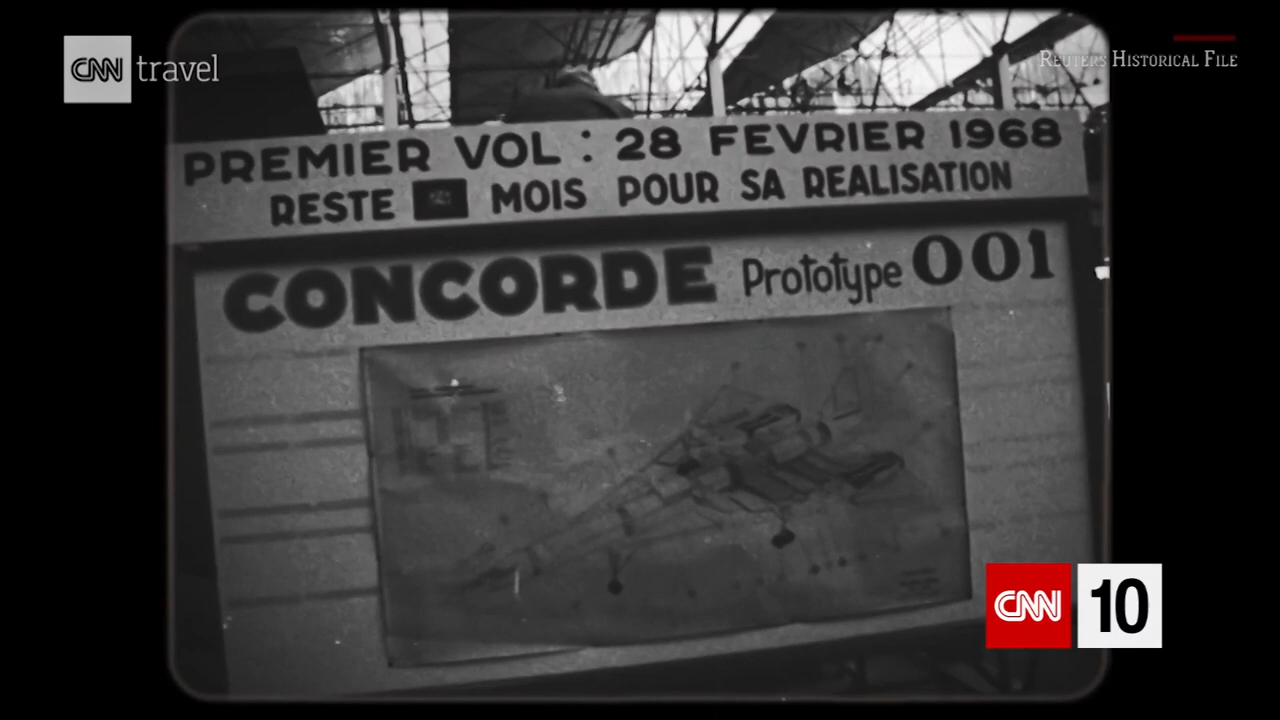 CNN travel
REUTERS HISTORICAL FILE
PREMIER VOL : 28 FEVRIER 1968
RESTE MOIS POUR SA REALISATION
CONCORDE Prototype 001
CNN 10